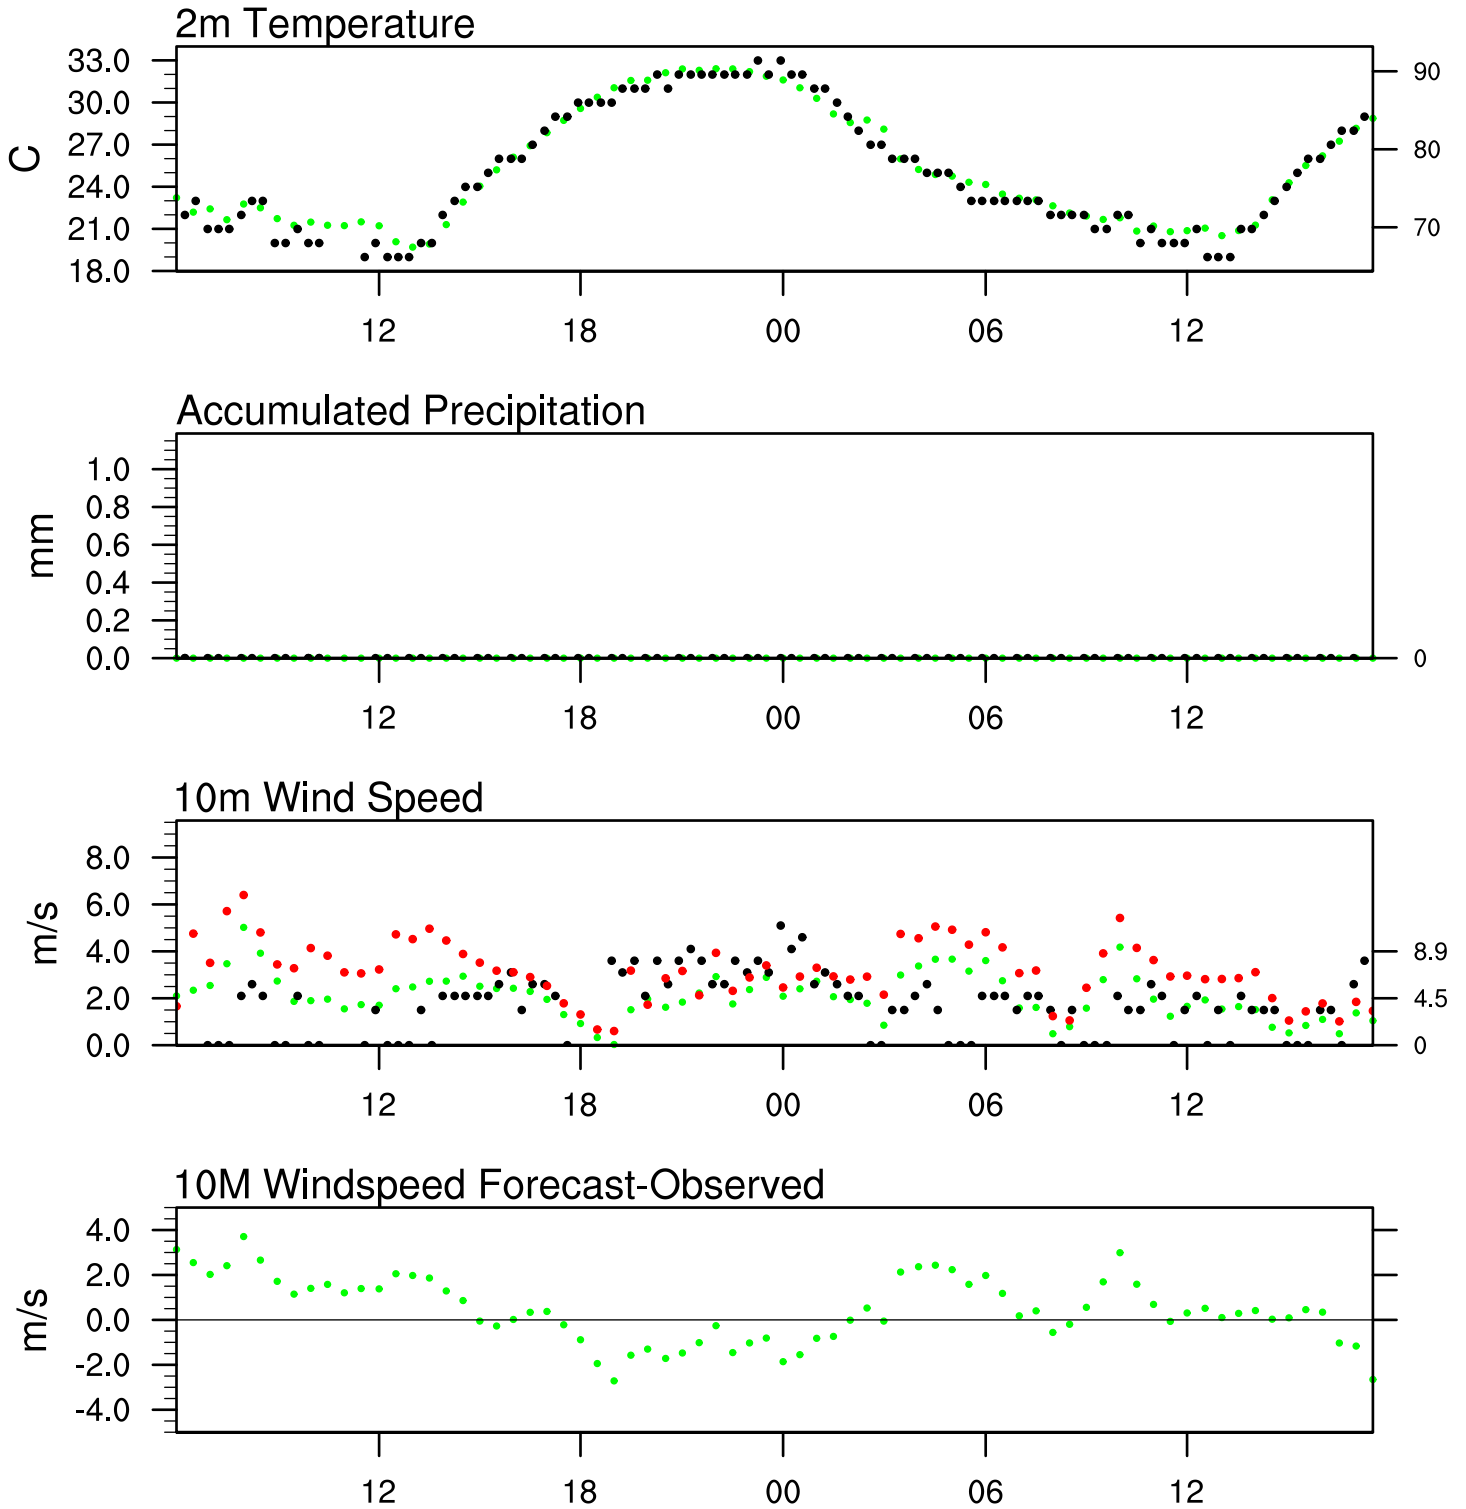 2m Temperature
33.0
30.0
27.0
24.0
21.0
18.0
C
90
80
70
12 18 00 06 12
Accumulated Precipitation
1.0
0.8
0.6
0.4
0.2
0.0
mm
0
12 18 00 06 12
10m Wind Speed
8.0
6.0
4.0
2.0
0.0
m/s
8.9
4.5
0
12 18 00 06 12
10M Windspeed Forecast-Observed
4.0
2.0
0.0
-2.0
-4.0
m/s
12 18 00 06 12